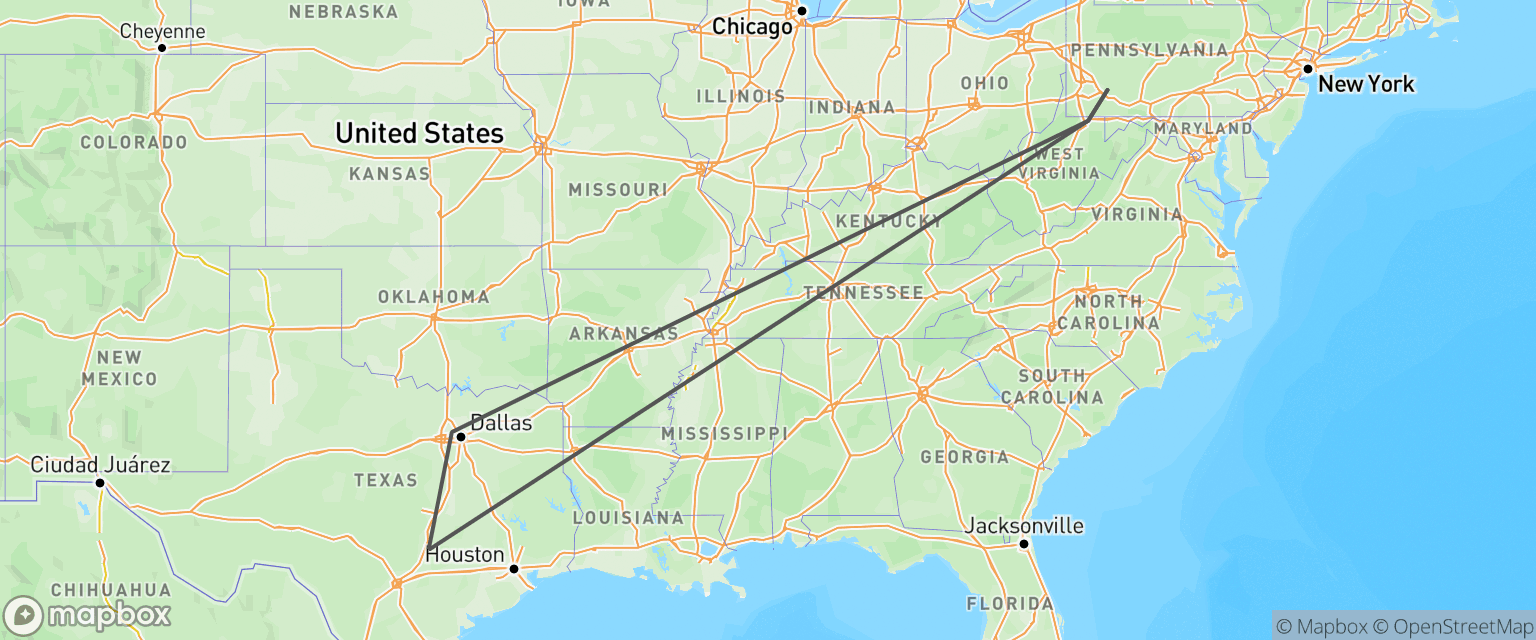 NEBRASKA
IOWA
Chicago
Cheyenne
PENNSYLVANIA
New York
OHIO
ILLINOIS
INDIANA
United States
MARYLAND
COLORADO
KANSAS
WEST
VIRGINIA
MISSOURI
VIRGINIA
KENTUCKY
OKLAHOMA
TENNESSEE
NORTH
CAROLINA
ARKANSAS
NEW
MEXICO
SOUTH
CAROLINA
Dallas
MISSISSIPPI
GEORGIA
Ciudad Juárez
TEXAS
LOUISIANA
Jacksonville
Houston
CHIHUAHUA
FLORIDA
mapbox
© Mapbox © OpenStreetMap